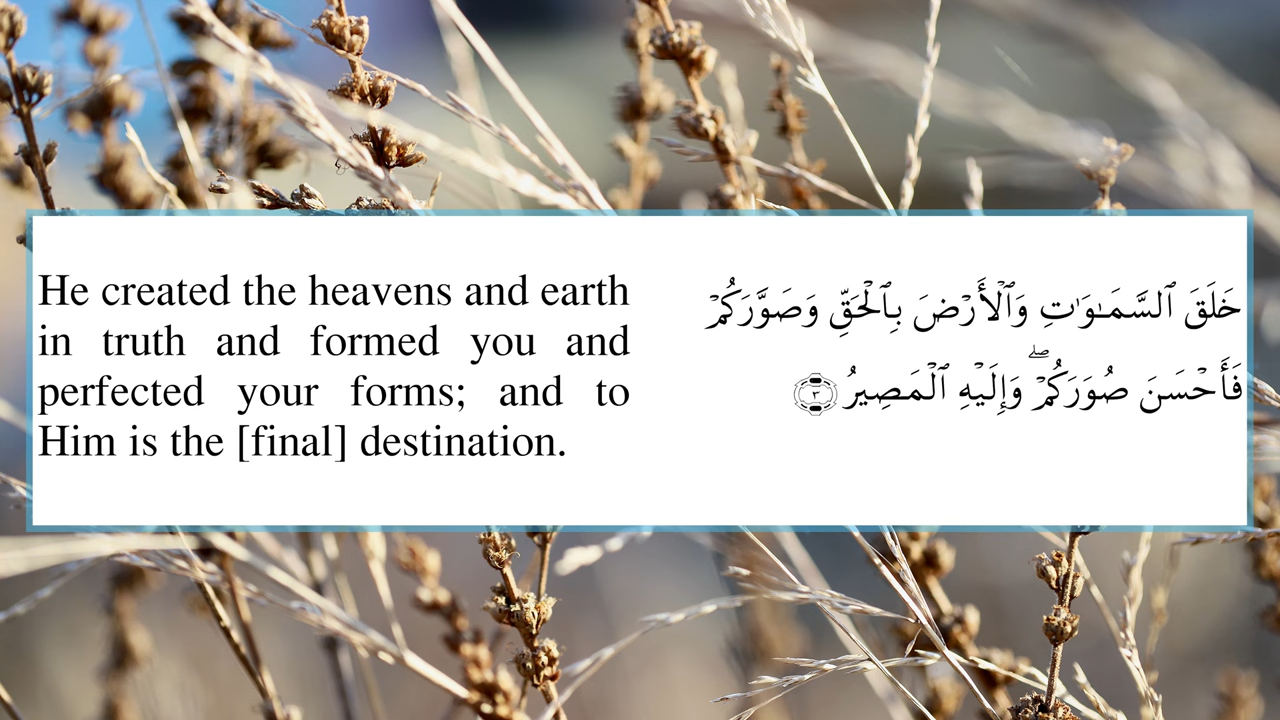 He created the heavens and earth
in truth and formed you and
perfected your forms; and to
Him is the [final] destination.
خَلَقَ ٱلسَّمَـٰوَٰتِ وَٱلْأَرْضَ بِٱلْحَقِّ وَصَوَّرَكُمْ
فَأَحْسَنَ صُوَرَكُمْ ۖ وَإِلَيْهِ ٱلْمَصِيرُ ٣